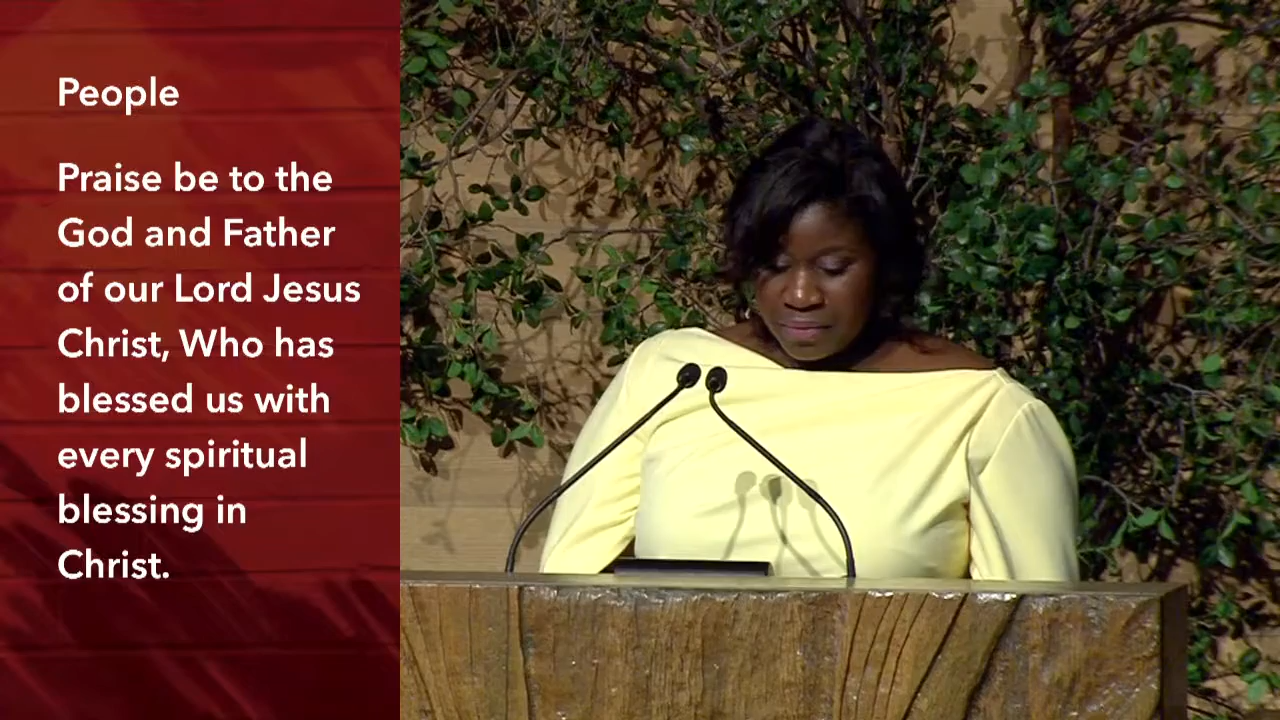 People
Praise be to the
God and Father
of our Lord Jesus
Christ, Who has
blessed us with
every spiritual
blessing in
Christ.